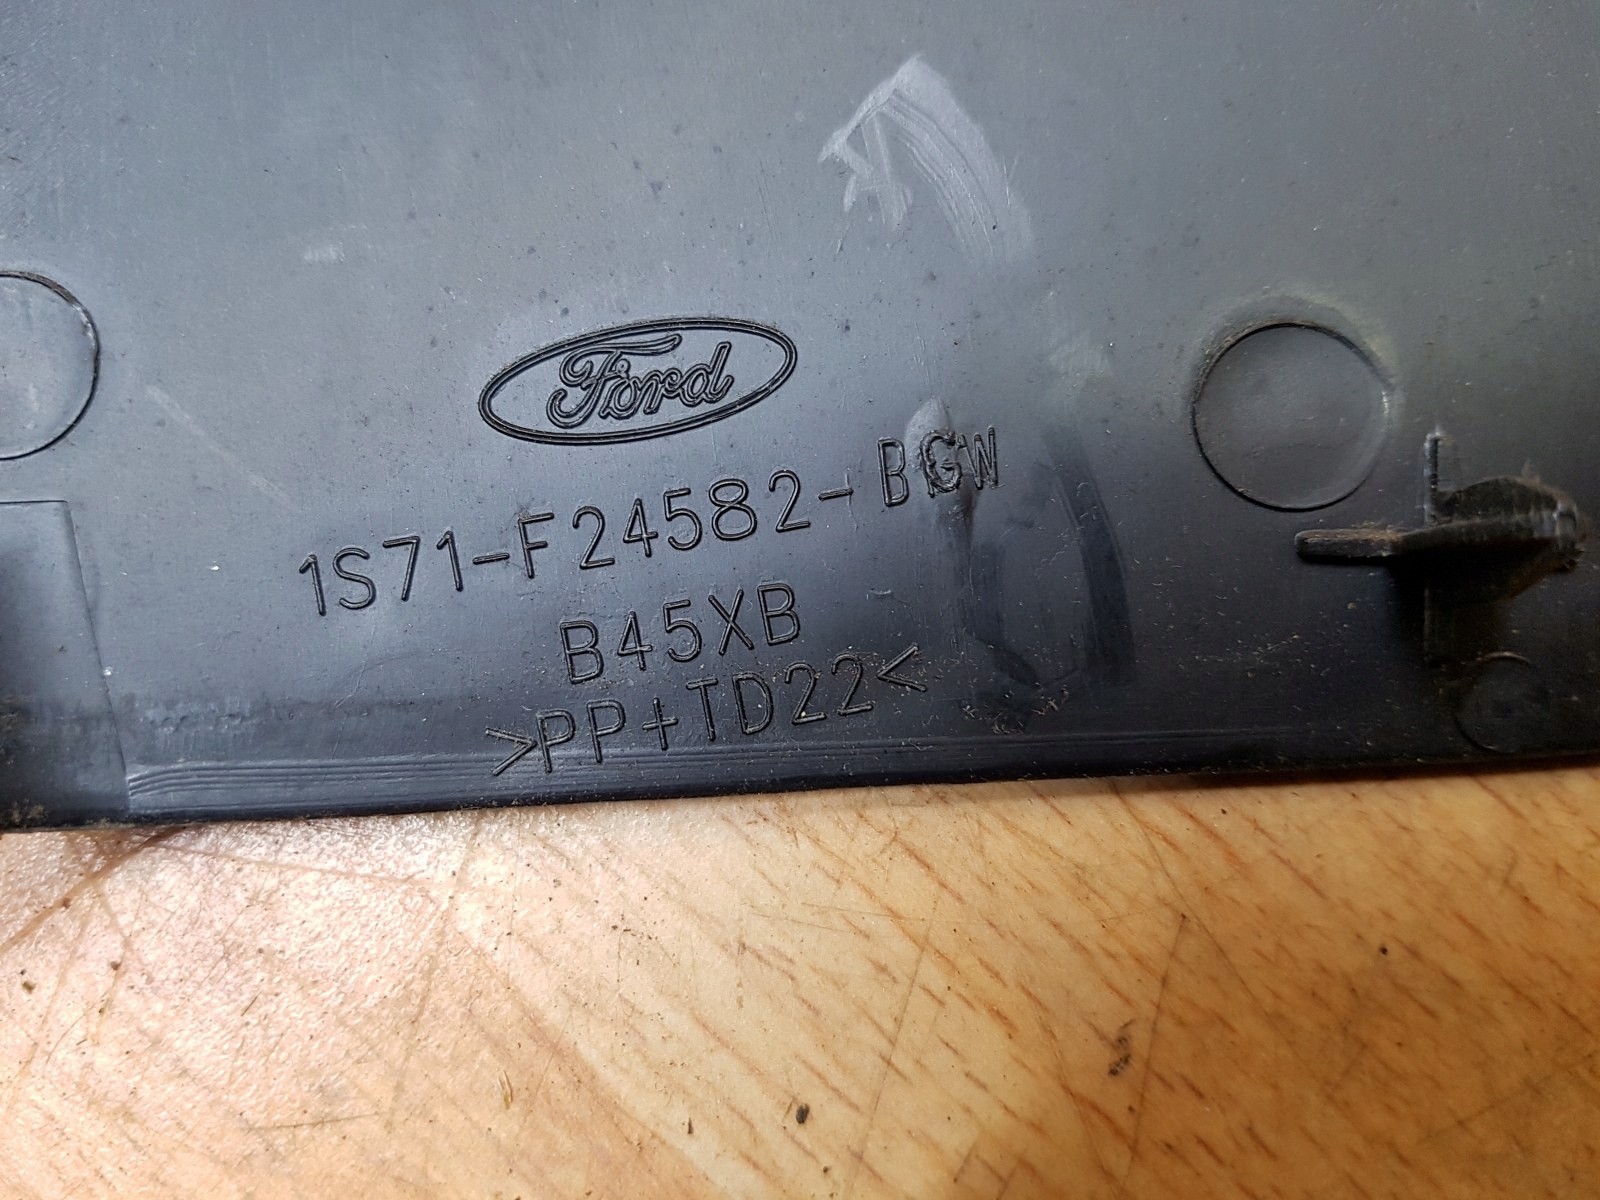 Ford
1S71-F24582-BGW
B45XB
>PP+TD22<